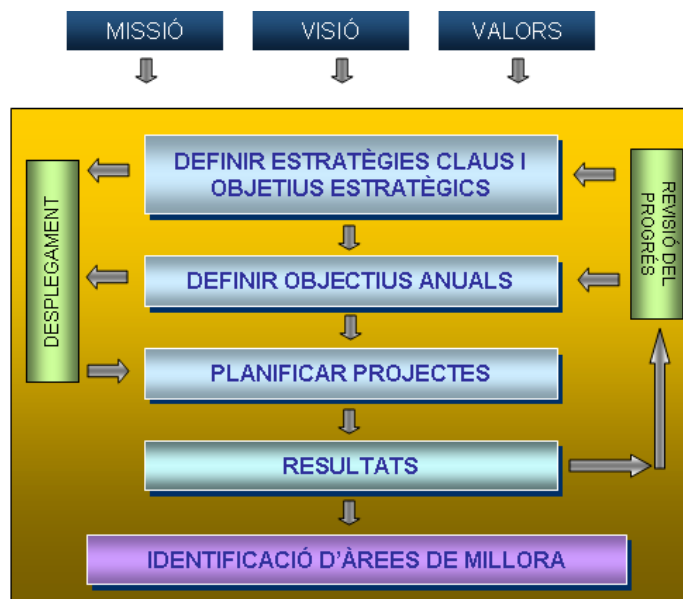 MISSIÓ
VISIÓ
VALORS
DEFINIR ESTRATÈGIES CLAUS I
OBJETIUS ESTRATÈGICS
DESPLEGAMENT
REVISIÓ DEL
PROGRÉS
DEFINIR OBJECTIUS ANUALS
PLANIFICAR PROJECTES
RESULTATS
IDENTIFICACIÓ D'ÀREES DE MILLORA